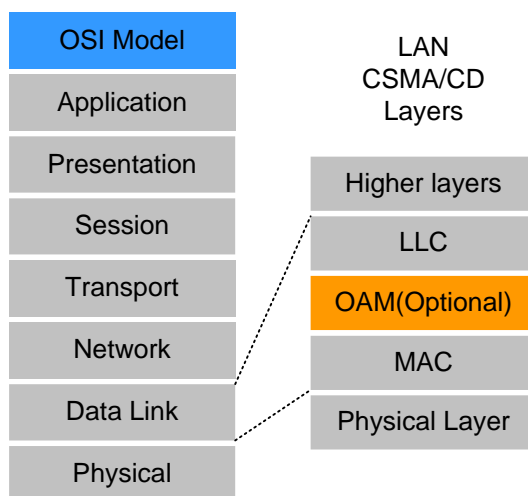 OSI Model
Application
Presentation
Session
Transport
Network
Data Link
Physical
LAN
CSMA/CD
Layers
Higher layers
LLC
OAM(Optional)
MAC
Physical Layer